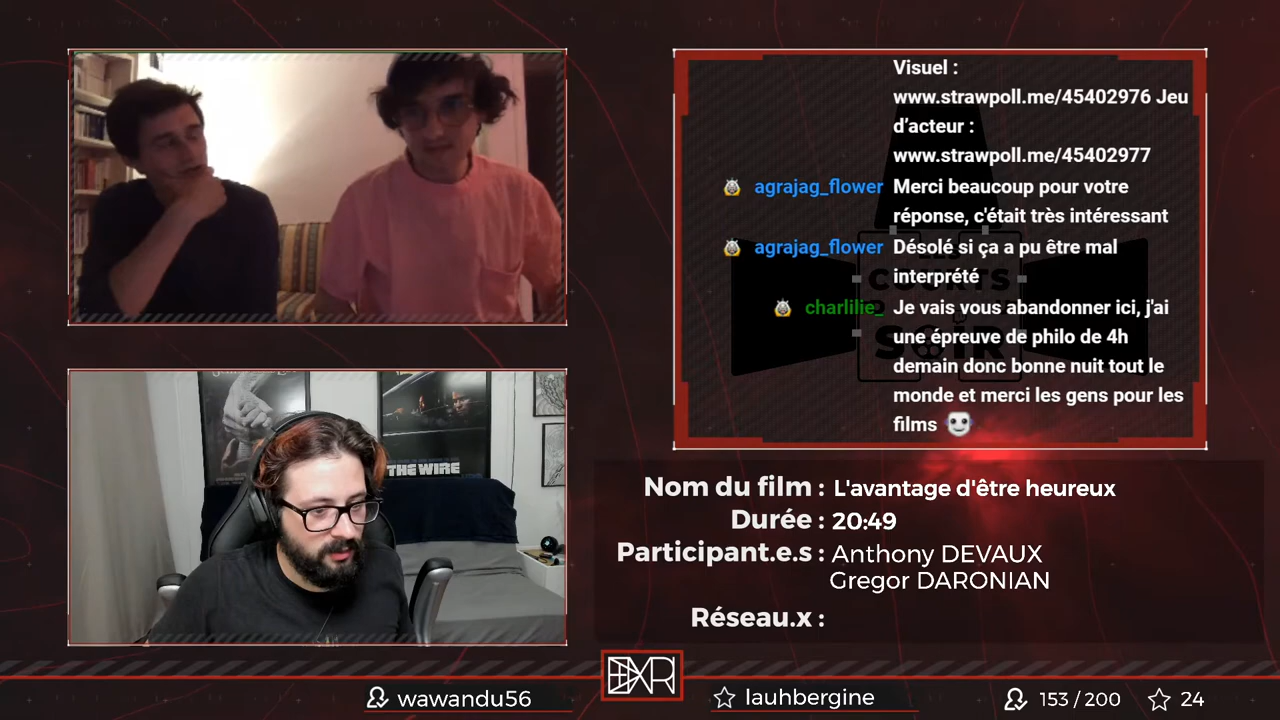 Visuel :
www.strawpoll.me/45402976 Jeu
d’acteur :
www.strawpoll.me/45402977
agrajag_flower Merci beaucoup pour votre
réponse, c'était très intéressant
agrajag_flower Désolé si ça a pu être mal
interprété
charlilie_ Je vais vous abandonner ici, j'ai
une épreuve de philo de 4h
demain donc bonne nuit tout le
monde et merci les gens pour les
films
COURTS
SOIR
THE WIRE
Nom du film : L'avantage d'être heureux
Durée : 20:49
Participant.e.s : Anthony DEVAUX
Gregor DARONIAN
Réseau.x :
wawandu56
lauhbergine
153 / 200
24